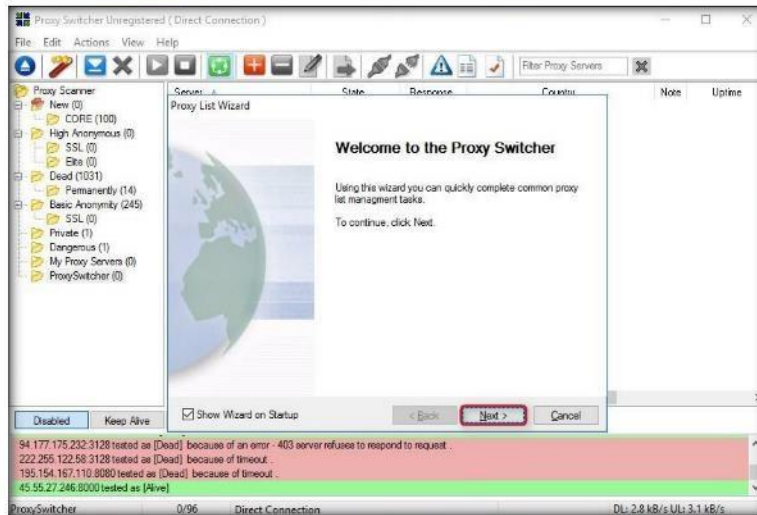 Proxy Switcher Unregistered ( Direct Connection )
File Edit Actions View Help
Filter Proxy Servers
Proxy Scanner
New (0)
CORE (100)
High Anonymous (0)
SSL (0)
Elite (0)
Dead (1031)
Permanently (14)
Basic Anonymity (245)
SSL (0)
Private (1)
Dangerous (1)
My Proxy Servers (0)
ProxySwitcher (0)
Server State Response Country Note Uptime
Proxy List Wizard
Welcome to the Proxy Switcher
Using this wizard you can quickly complete common proxy
list managment tasks.
To continue, click Next.
Show Wizard on Startup < Back Next > Cancel
Disabled Keep Alive
94.177.175.232:3128 tested as [Dead] because of an error - 403 server refuses to respond to request .
222.255.122.58:3128 tested as [Dead] because of timeout .
195.154.167.110:8080 tested as [Dead] because of timeout .
45.55.27.246:8000 tested as [Alive]
ProxySwitcher 0/96 Direct Connection DL: 2.8 kB/s UL: 3.1 kB/s